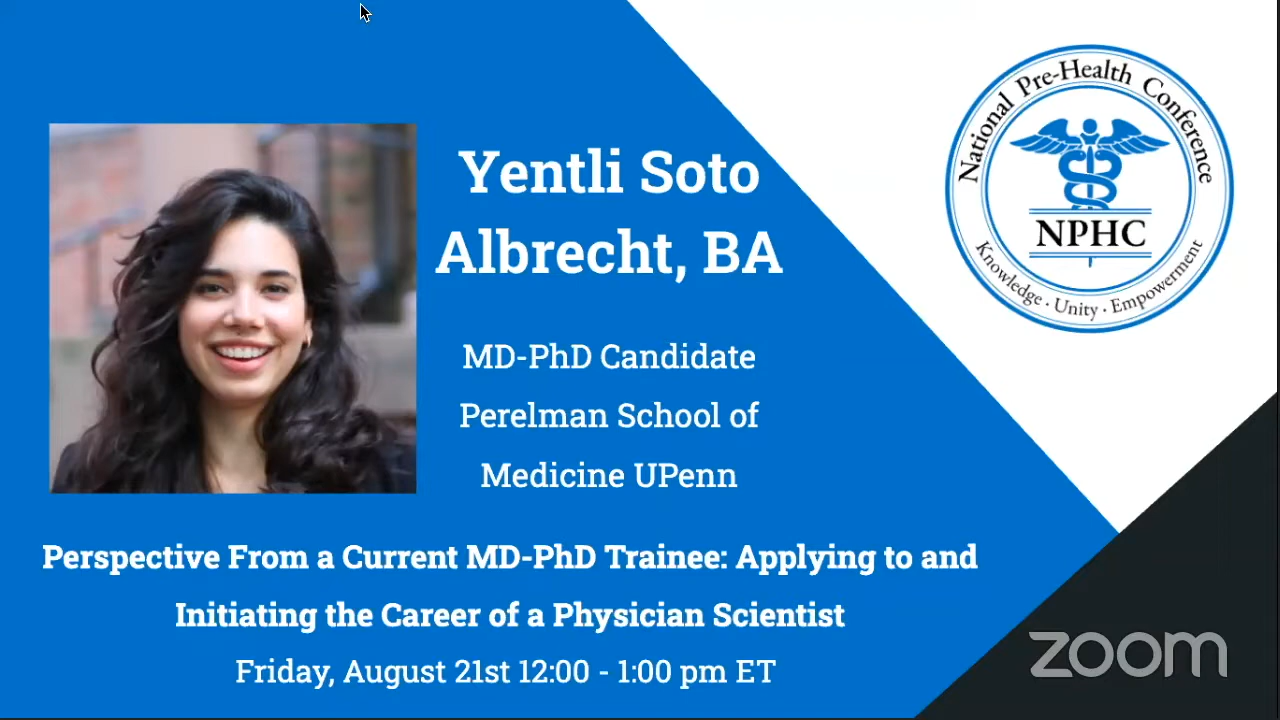 Yentli Soto
Albrecht, BA
MD-PhD Candidate
Perelman School of
Medicine UPenn
Perspective From a Current MD-PhD Trainee: Applying to and
Initiating the Career of a Physician Scientist
Friday, August 21st 12:00 - 1:00 pm ET
National Pre-Health Conference
NPHC
Knowledge · Unity · Empowerment
zoom